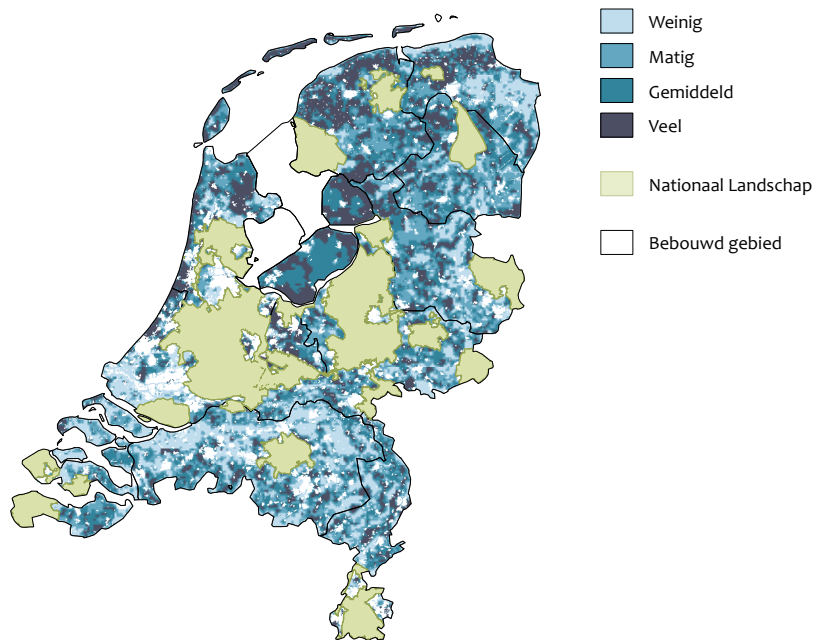 Weinig
Matig
Gemiddeld
Veel
Nationaal Landschap
Bebouwd gebied